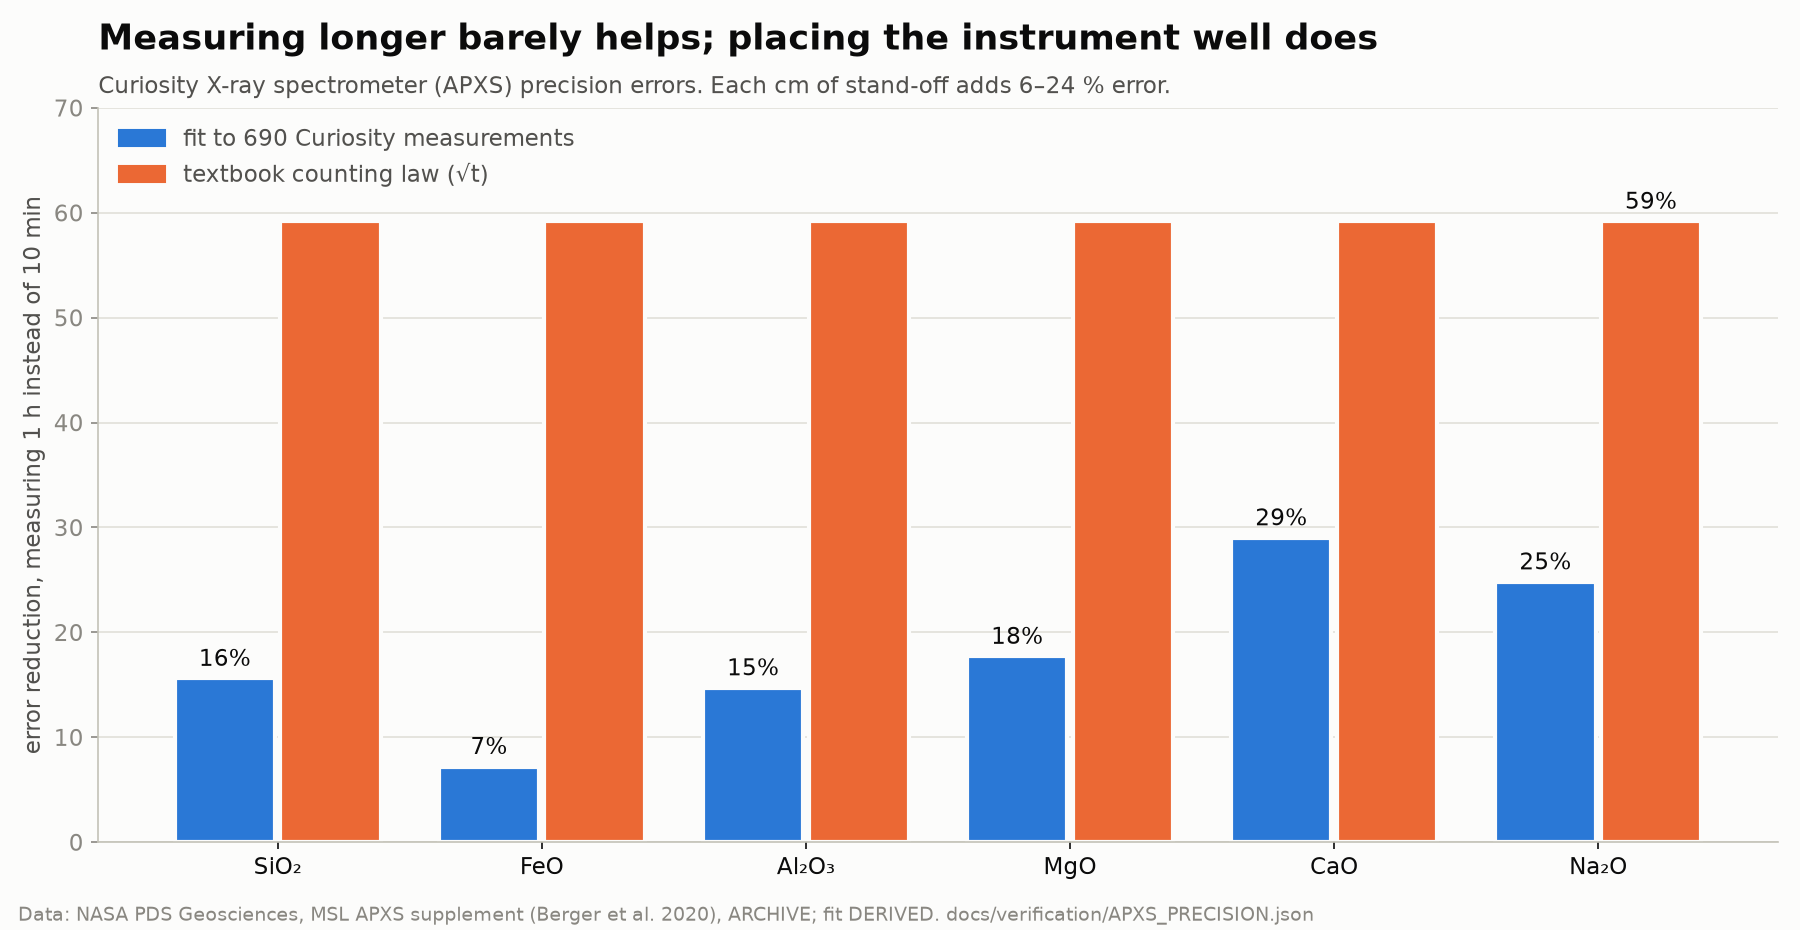 Measuring longer barely helps; placing the instrument well does
Curiosity X-ray spectrometer (APXS) precision errors. Each cm of stand-off adds 6–24 % error.
fit to 690 Curiosity measurements
textbook counting law (√t)
error reduction, measuring 1 h instead of 10 min
70
60
50
40
30
20
10
0
16%
7%
15%
18%
29%
25%
59%
SiO₂
FeO
Al₂O₃
MgO
CaO
Na₂O
Data: NASA PDS Geosciences, MSL APXS supplement (Berger et al. 2020), ARCHIVE; fit DERIVED. docs/verification/APXS_PRECISION.json